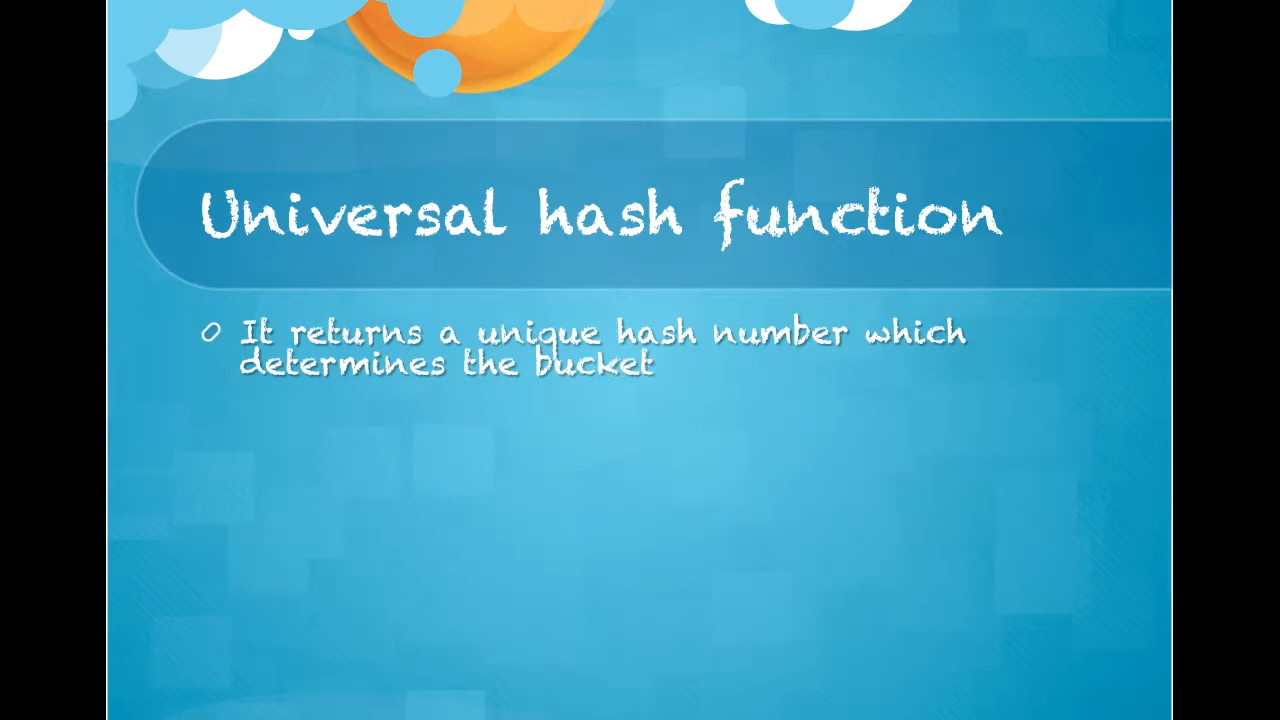 Universal hash function
It returns a unique hash number which
determines the bucket